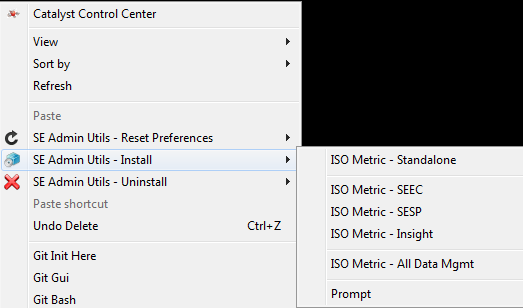 Catalyst Control Center
View
Sort by
Refresh
Paste
SE Admin Utils - Reset Preferences
SE Admin Utils - Install
SE Admin Utils - Uninstall
Paste shortcut
Undo Delete Ctrl+Z
Git Init Here
Git Gui
Git Bash
ISO Metric - Standalone
ISO Metric - SEEC
ISO Metric - SESP
ISO Metric - Insight
ISO Metric - All Data Mgmt
Prompt